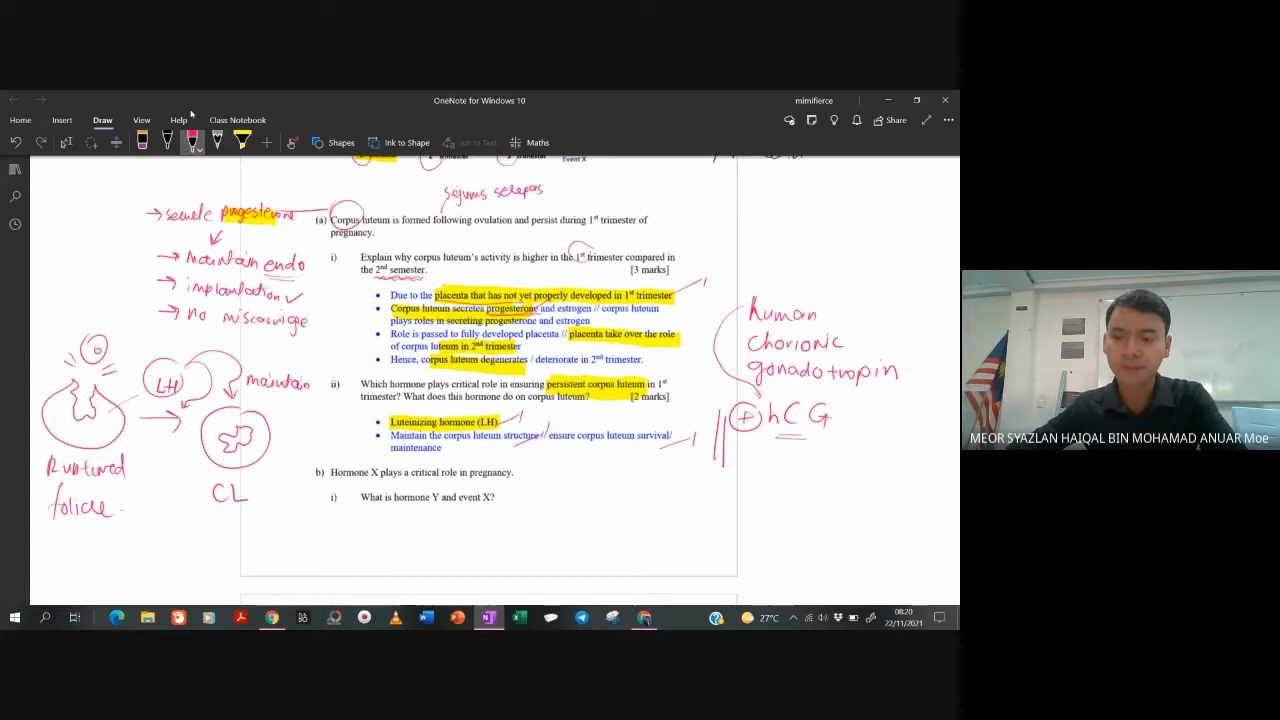 OneNote for Windows 10
mimifierce
Home
Insert
Draw
View
Help
Class Notebook
Share
Shapes
Ink to Shape
Ink to Text
Maths
Event X
sejurus selepas
(a) Corpus luteum is formed following ovulation and persist during 1st trimester of
pregnancy.
i) Explain why corpus luteum's activity is higher in the 1st trimester compared in
the 2nd semester. [3 marks]
• Due to the placenta that has not yet properly developed in 1st trimester
• Corpus luteum secretes progesterone and estrogen // corpus luteum
plays roles in secreting progesterone and estrogen
• Role is passed to fully developed placenta // placenta take over the role
of corpus luteum in 2nd trimester
• Hence, corpus luteum degenerates / deteriorate in 2nd trimester.
ii) Which hormone plays critical role in ensuring persistent corpus luteum in 1st
trimester? What does this hormone do on corpus luteum? [2 marks]
• Luteinizing hormone (LH)
• Maintain the corpus luteum structure // ensure corpus luteum survival/
maintenance
b) Hormone X plays a critical role in pregnancy.
i) What is hormone Y and event X?
→ progesterone
→ Maintain endo
→ implantation ✓
→ no miscarriage
LH
maintain
Ruptured
CL
human
chorionic
gonadotropin
+ hCG
MEOR SYAZLAN HAIQAL BIN MOHAMAD ANUAR Moe
27°C
08:20
22/11/2021